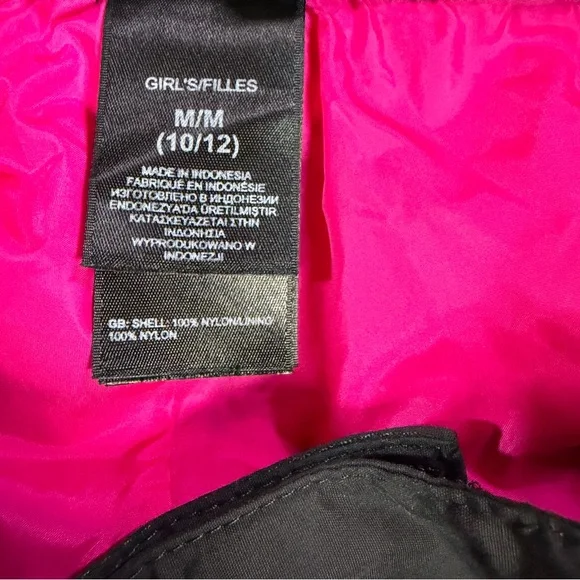 GIRL'S/FILLES
M/M
(10/12)
MADE IN INDONESIA
FABRIQUÉ EN INDONÉSIE
ИЗГОТОВЛЕНО В ИНДОНЕЗИИ
ENDONEZYA'DA ÜRETILMIŞTIR
ΚΑΤΑΣΚΕΥΑΖΕΤΑΙ ΣΤΗΝ
ΙΝΔΟΝΗΣΙΑ
WYPRODUKOWANO W
INDONEZJI
GB: SHELL: 100% NYLON/LINING
100% NYLON